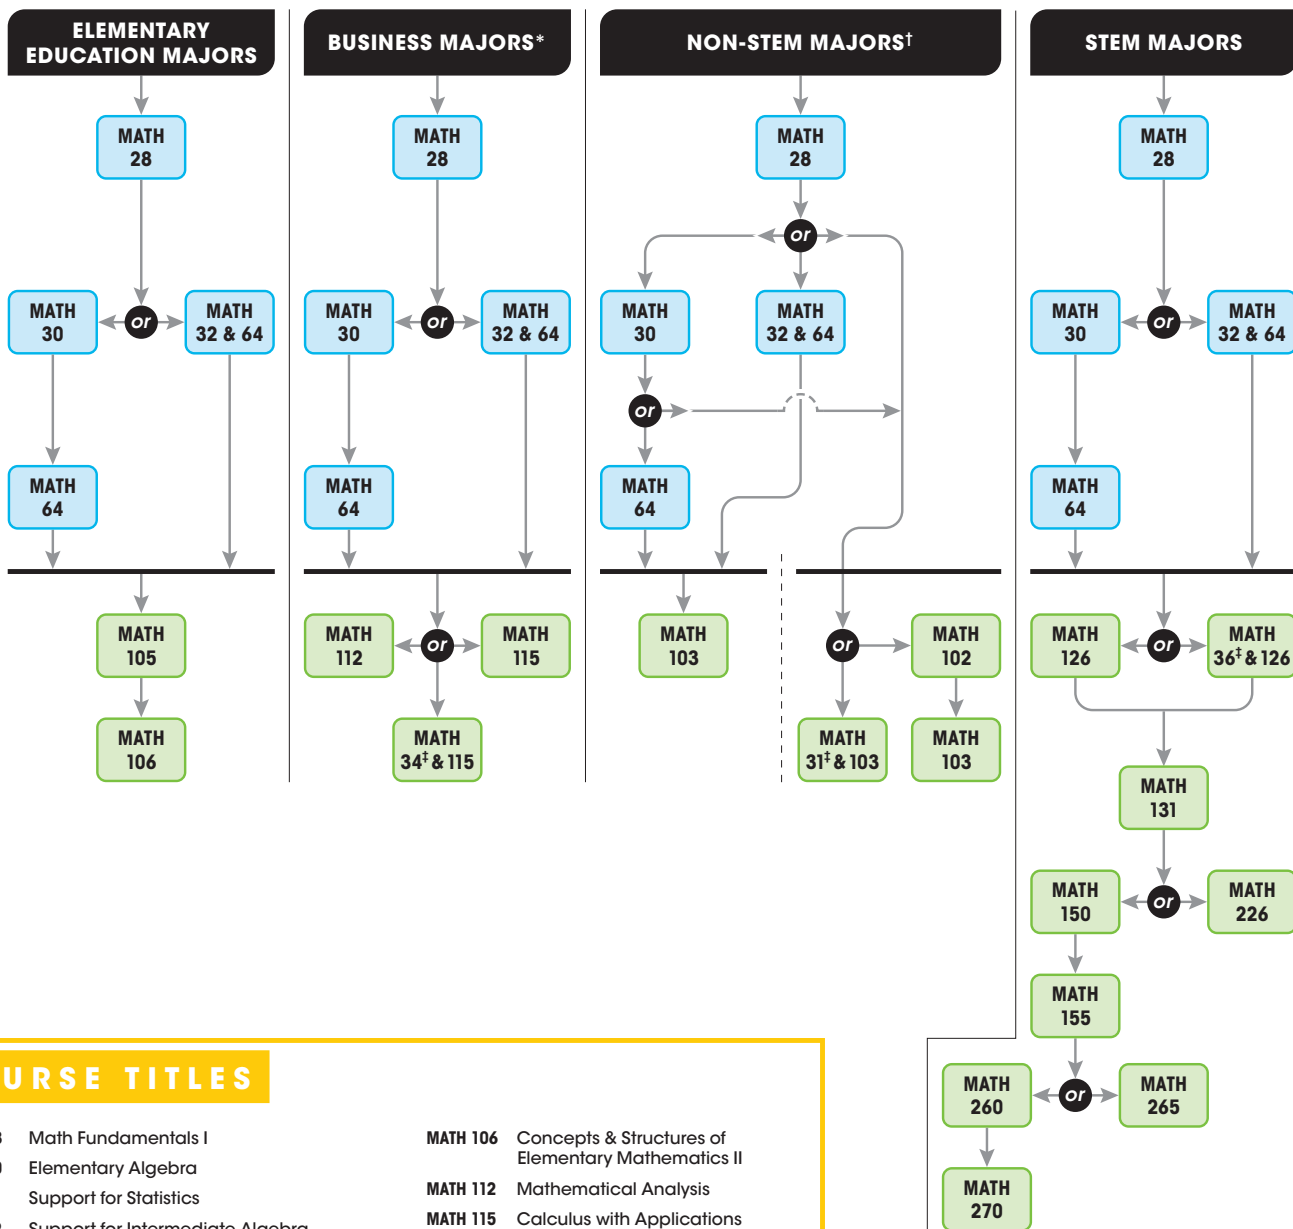 ELEMENTARY
EDUCATION MAJORS
MATH
28
MATH
30
or
MATH
32 & 64
MATH
64
MATH
105
MATH
106
BUSINESS MAJORS*
MATH
28
MATH
30
or
MATH
32 & 64
MATH
64
MATH
112
or
MATH
115
MATH
34‡ & 115
NON-STEM MAJORS†
MATH
28
or
MATH
30
MATH
32 & 64
or
MATH
64
MATH
103
or
MATH
102
MATH
31‡ & 103
MATH
103
STEM MAJORS
MATH
28
MATH
30
or
MATH
32 & 64
MATH
64
MATH
126
or
MATH
36‡ & 126
MATH
131
MATH
150
or
MATH
226
MATH
155
MATH
260
or
MATH
265
MATH
270
URSE TITLES
Math Fundamentals I
Elementary Algebra
Support for Statistics
Support for Intermediate Algebra
MATH 106 Concepts & Structures of
Elementary Mathematics II
MATH 112 Mathematical Analysis
MATH 115 Calculus with Applications